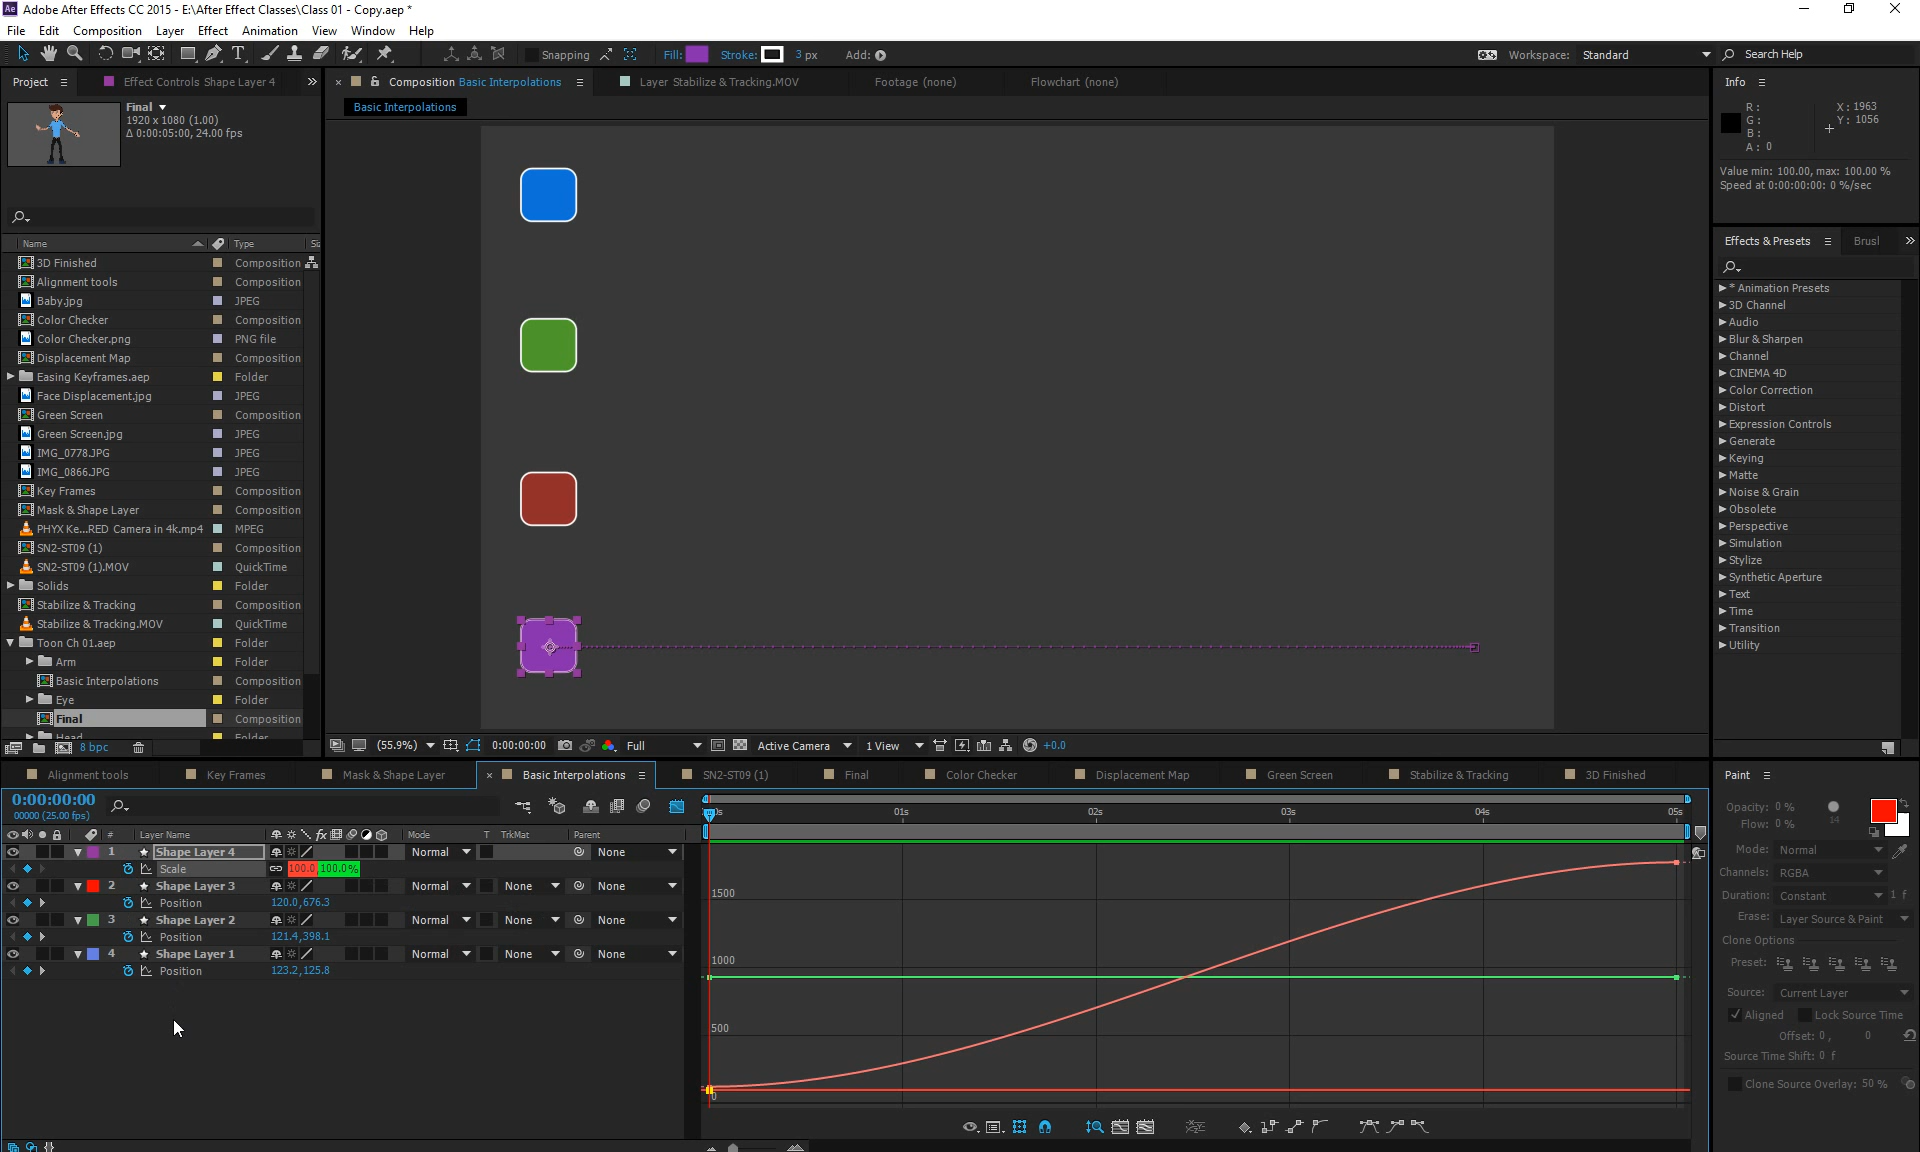 Adobe After Effects CC 2015 - E:\After Effect Classes\Class 01 - Copy.aep *
File Edit Composition Layer Effect Animation View Window Help
Snapping Fill: Stroke: 3 px Add: Workspace: Standard Search Help
Project Effect Controls Shape Layer 4
Composition Basic Interpolations Layer Stabilize & Tracking.MOV Footage (none) Flowchart (none)
Basic Interpolations
Final
1920 x 1080 (1.00)
Δ 0:00:05:00, 24.00 fps
Name Type
3D Finished Composition
Alignment tools Composition
Baby.jpg JPEG
Color Checker Composition
Color Checker.png PNG file
Displacement Map Composition
Easing Keyframes.aep Folder
Face Displacement.jpg JPEG
Green Screen Composition
Green Screen.jpg JPEG
IMG_0778.JPG JPEG
IMG_0866.JPG JPEG
Key Frames Composition
Mask & Shape Layer Composition
PHYX Ke...RED Camera in 4k.mp4 MPEG
SN2-ST09 (1) Composition
SN2-ST09 (1).MOV QuickTime
Solids Folder
Stabilize & Tracking Composition
Stabilize & Tracking.MOV QuickTime
Toon Ch 01.aep Folder
Arm Folder
Basic Interpolations Composition
Eye Folder
Final Composition
Head Folder
8 bpc
(55.9%) 0:00:00:00 Full Active Camera 1 View +0.0
Info
R: X: 1963
G: Y: 1056
B:
A: 0
Value min: 100.00, max: 100.00 %
Speed at 0:00:00:00: 0 %/sec
Effects & Presets
* Animation Presets
3D Channel
Audio
Blur & Sharpen
Channel
CINEMA 4D
Color Correction
Distort
Expression Controls
Generate
Keying
Matte
Noise & Grain
Obsolete
Perspective
Simulation
Stylize
Synthetic Aperture
Text
Time
Transition
Utility
Alignment tools Key Frames Mask & Shape Layer Basic Interpolations SN2-ST09 (1) Final Color Checker Displacement Map Green Screen Stabilize & Tracking 3D Finished
0:00:00:00
00000 (25.00 fps)
# Layer Name Mode T TrkMat Parent
1 Shape Layer 4 Normal None
Scale 100.0, 100.0%
2 Shape Layer 3 Normal None None
Position 120.0,676.3
3 Shape Layer 2 Normal None None
Position 121.4,398.1
4 Shape Layer 1 Normal None None
Position 123.2,125.8
01s 02s 03s 04s 05s
1500
1000
500
0
Paint
Opacity: 0 %
Flow: 0 %
14
Mode: Normal
Channels: RGBA
Duration: Constant 1 f
Erase: Layer Source & Paint
Clone Options
Preset:
Source: Current Layer
Aligned Lock Source Time
Offset: 0 , 0
Source Time Shift: 0 f
Clone Source Overlay: 50 %